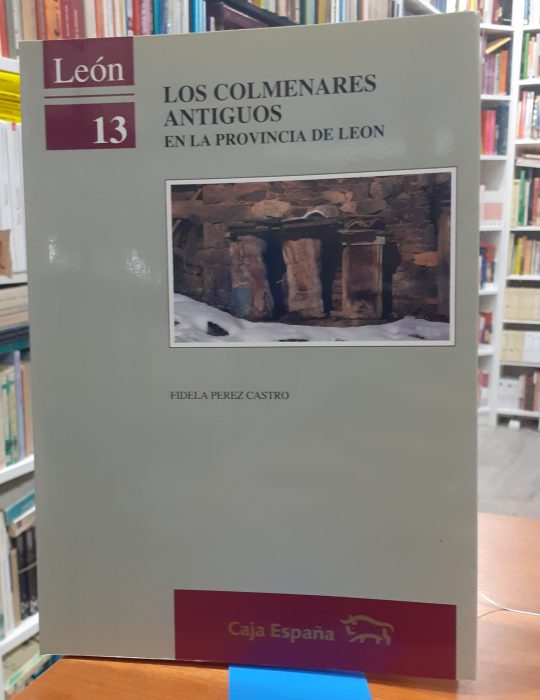 León
13
LOS COLMENARES
ANTIGUOS
EN LA PROVINCIA DE LEON
FIDELA PEREZ CASTRO
Caja España